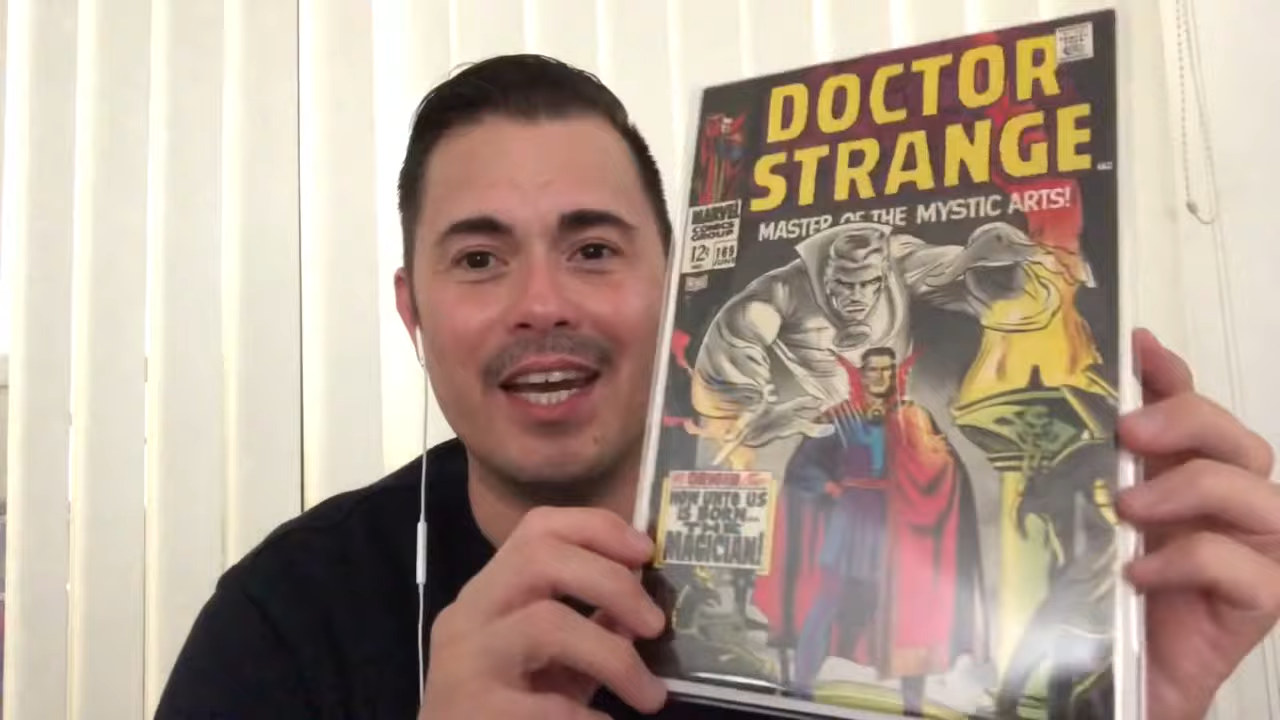 DOCTOR
STRANGE
MASTER OF THE MYSTIC ARTS!
MARVEL
COMICS
GROUP
12¢
169
JUNE
NOW UNTO US
IS BORN...
THE
MAGICIAN!